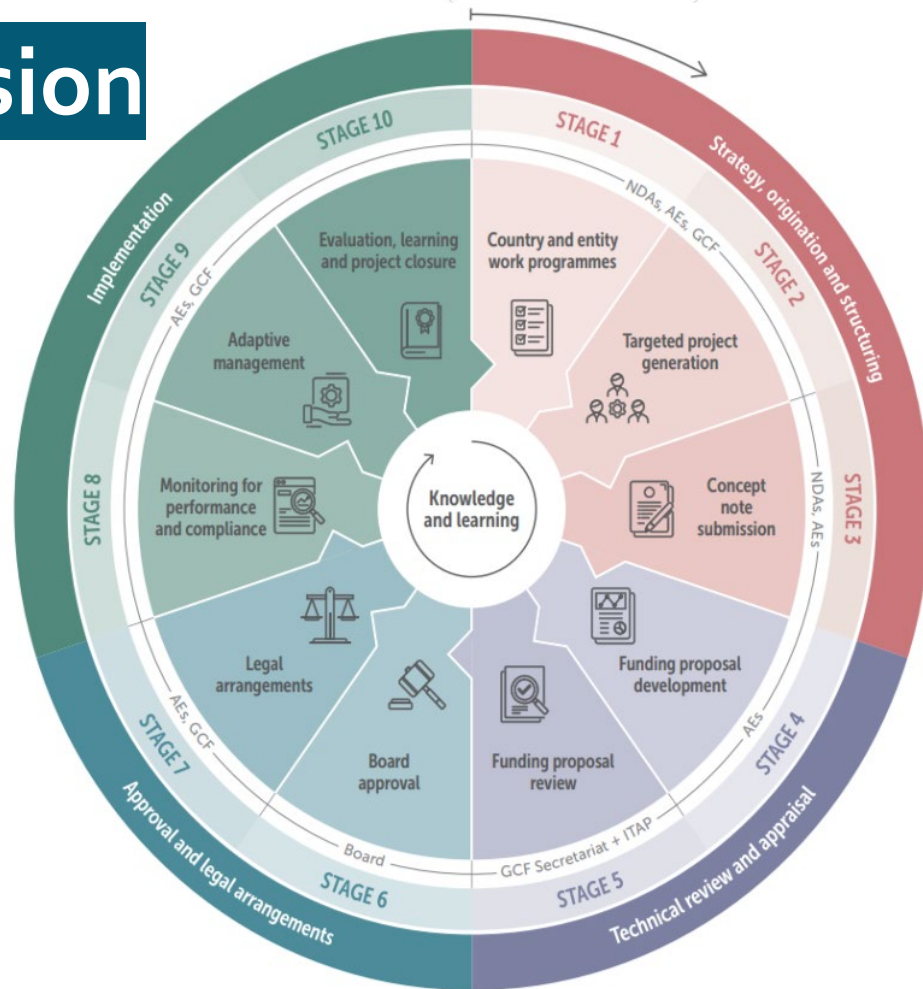 sion
STAGE 1
STAGE 2
STAGE 3
STAGE 4
STAGE 5
STAGE 6
STAGE 7
STAGE 8
STAGE 9
STAGE 10
Strategy, origination and structuring
Technical review and appraisal
Approval and legal arrangements
Implementation
NDAs, AEs, GCF
NDAs, AEs
AEs
GCF Secretariat + ITAP
Board
AEs, GCF
AEs, GCF
Country and entity
work programmes
Targeted project
generation
Concept
note
submission
Funding proposal
development
Funding proposal
review
Board
approval
Legal
arrangements
Monitoring for
performance
and compliance
Adaptive
management
Evaluation, learning
and project closure
Knowledge
and learning